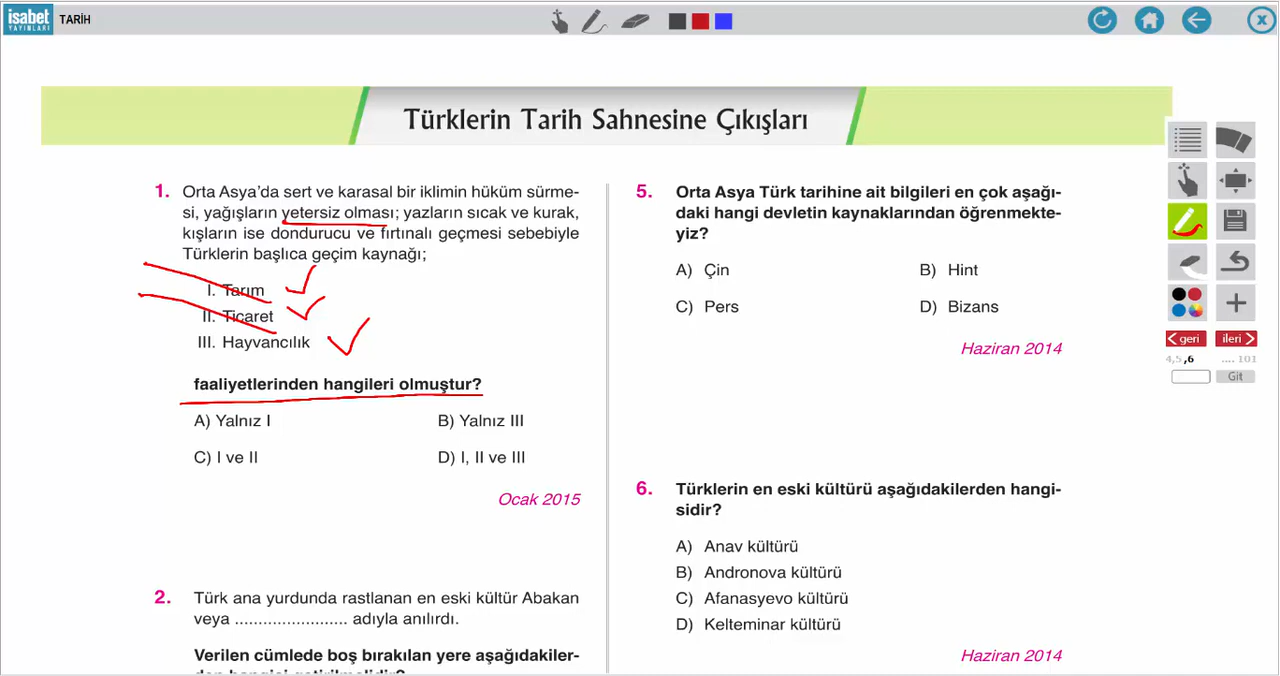 isabet
YAYINLARI
TARİH
Türklerin Tarih Sahnesine Çıkışları
1. Orta Asya'da sert ve karasal bir iklimin hüküm sürme-
si, yağışların yetersiz olması; yazların sıcak ve kurak,
kışların ise dondurucu ve fırtınalı geçmesi sebebiyle
Türklerin başlıca geçim kaynağı;
I. Tarım
II. Ticaret
III. Hayvancılık
faaliyetlerinden hangileri olmuştur?
A) Yalnız I B) Yalnız III
C) I ve II D) I, II ve III
Ocak 2015
2. Türk ana yurdunda rastlanan en eski kültür Abakan
veya ........................ adıyla anılırdı.
Verilen cümlede boş bırakılan yere aşağıdakiler-
den hangisi getirilmelidir?
5. Orta Asya Türk tarihine ait bilgileri en çok aşağı-
daki hangi devletin kaynaklarından öğrenmekte-
yiz?
A) Çin B) Hint
C) Pers D) Bizans
Haziran 2014
6. Türklerin en eski kültürü aşağıdakilerden hangi-
sidir?
A) Anav kültürü
B) Andronova kültürü
C) Afanasyevo kültürü
D) Kelteminar kültürü
Haziran 2014
geri ileri
4,5,6 .... 101
Git